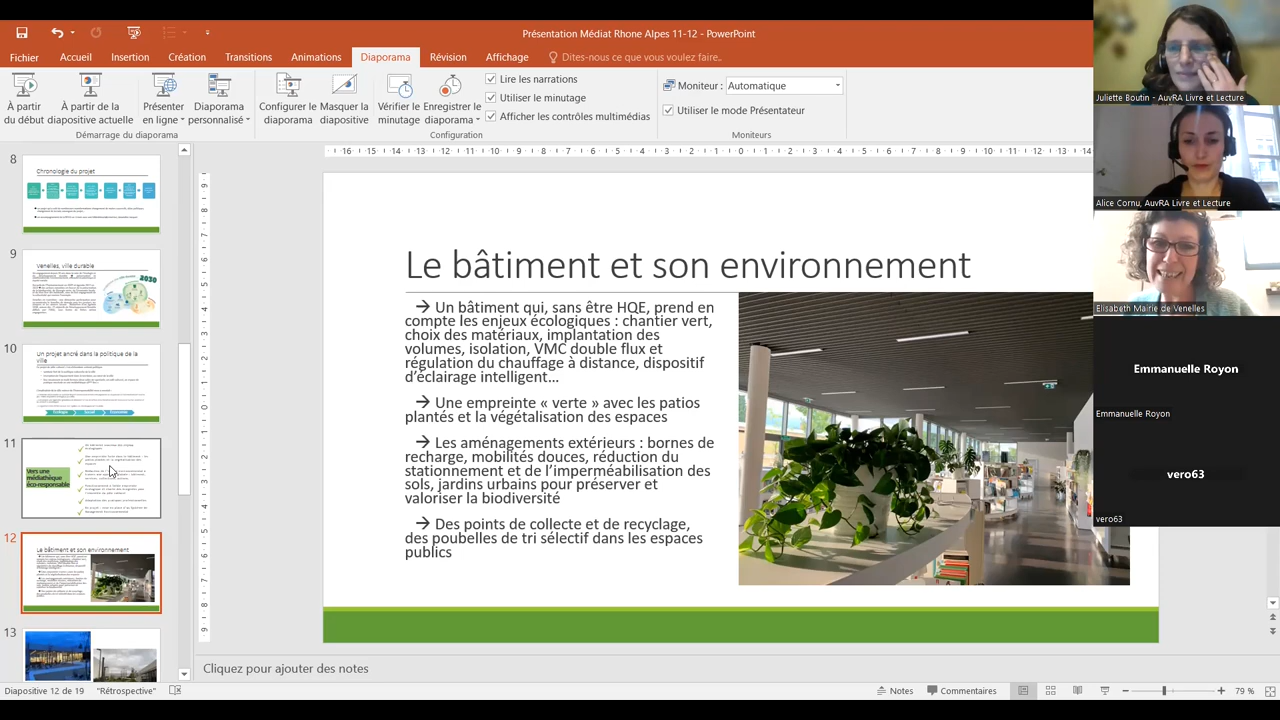 Présentation Médiat Rhone Alpes 11-12 - PowerPoint
Fichier Accueil Insertion Création Transitions Animations Diaporama Révision Affichage Dites-nous ce que vous voulez faire..
À partir du début
À partir de la diapositive actuelle
Présenter en ligne
Diaporama personnalisé
Démarrage du diaporama
Configurer le diaporama
Masquer la diapositive
Vérifier le minutage
Enregistrer le diaporama
Lire les narrations
Utiliser le minutage
Afficher les contrôles multimédias
Configuration
Moniteur : Automatique
Utiliser le mode Présentateur
Moniteurs
8
Chronologie du projet
9
Venelles, ville durable
2030
10
Un projet ancré dans la politique de la
ville
11
Vers une
médiathèque
éco-responsable
12
Le bâtiment et son environnement
13
Le bâtiment et son environnement
→ Un bâtiment qui, sans être HQE, prend en
compte les enjeux écologiques : chantier vert,
choix des matériaux, implantation des
volumes, isolation, VMC double flux et
régulation du chauffage à distance, dispositif
d'éclairage intelligent…
→ Une empreinte « verte » avec les patios
plantés et la végétalisation des espaces
→ Les aménagements extérieurs : bornes de
recharge, mobilités douces, réduction du
stationnement et de l'imperméabilisation des
sols, jardins urbains pour préserver et
valoriser la biodiversité
→ Des points de collecte et de recyclage,
des poubelles de tri sélectif dans les espaces
publics
Cliquez pour ajouter des notes
Diapositive 12 de 19 "Rétrospective" Notes Commentaires 79 %
Juliette Boutin - AuvRA Livre et Lecture
Alice Cornu, AuvRA Livre et Lecture
Elisabeth Mairie de Venelles
Emmanuelle Royon
Emmanuelle Royon
vero63
vero63